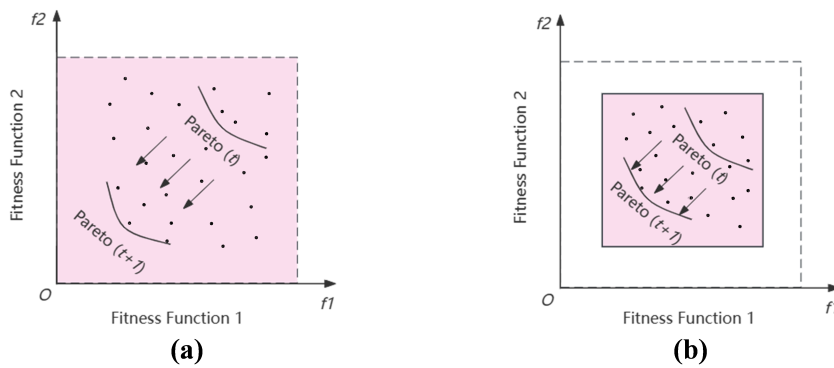 f2
Fitness Function 2
Pareto (t)
Pareto (t+1)
O
f1
Fitness Function 1
(a)
f2
Fitness Function 2
Pareto (t)
Pareto (t+1)
O
f
Fitness Function 1
(b)